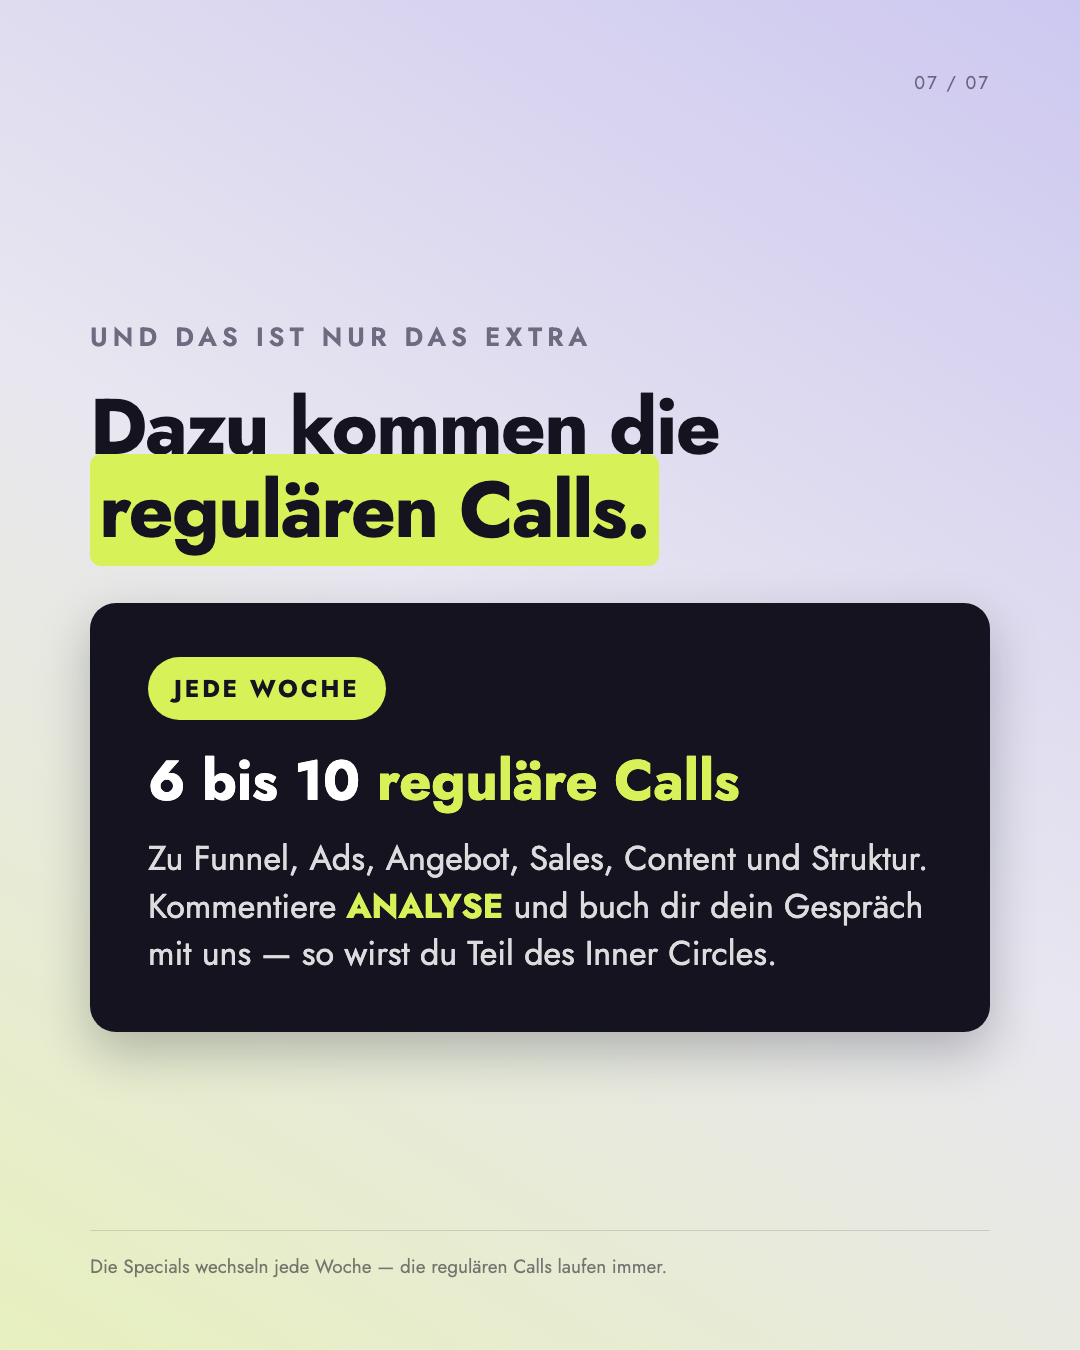 07 / 07
UND DAS IST NUR DAS EXTRA
Dazu kommen die
regulären Calls.
JEDE WOCHE
6 bis 10 reguläre Calls
Zu Funnel, Ads, Angebot, Sales, Content und Struktur.
Kommentiere ANALYSE und buch dir dein Gespräch
mit uns — so wirst du Teil des Inner Circles.
Die Specials wechseln jede Woche — die regulären Calls laufen immer.